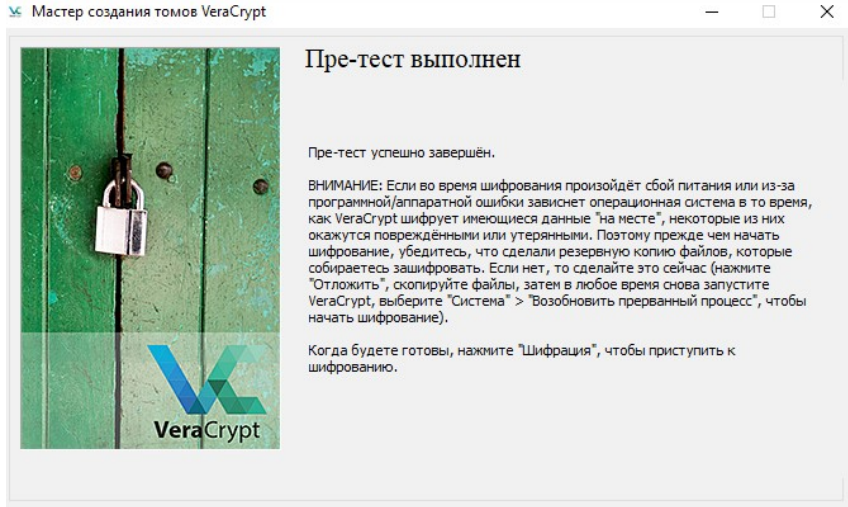 Мастер создания томов VeraCrypt
Пре-тест выполнен
Пре-тест успешно завершён.
ВНИМАНИЕ: Если во время шифрования произойдёт сбой питания или из-за
программной/аппаратной ошибки зависнет операционная система в то время,
как VeraCrypt шифрует имеющиеся данные "на месте", некоторые из них
окажутся повреждёнными или утерянными. Поэтому прежде чем начать
шифрование, убедитесь, что сделали резервную копию файлов, которые
собираетесь зашифровать. Если нет, то сделайте это сейчас (нажмите
"Отложить", скопируйте файлы, затем в любое время снова запустите
VeraCrypt, выберите "Система" > "Возобновить прерванный процесс", чтобы
начать шифрование).
Когда будете готовы, нажмите "Шифрация", чтобы приступить к
шифрованию.
VeraCrypt